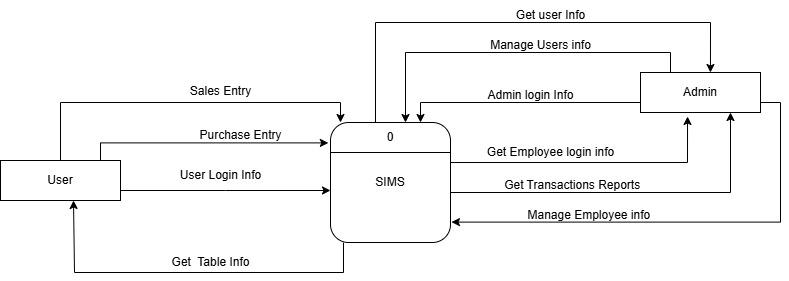 Get user Info
Manage Users info
Sales Entry
Admin login Info
Admin
Purchase Entry
0
Get Employee login info
User Login Info
User
SIMS
Get Transactions Reports
Manage Employee info
Get Table Info